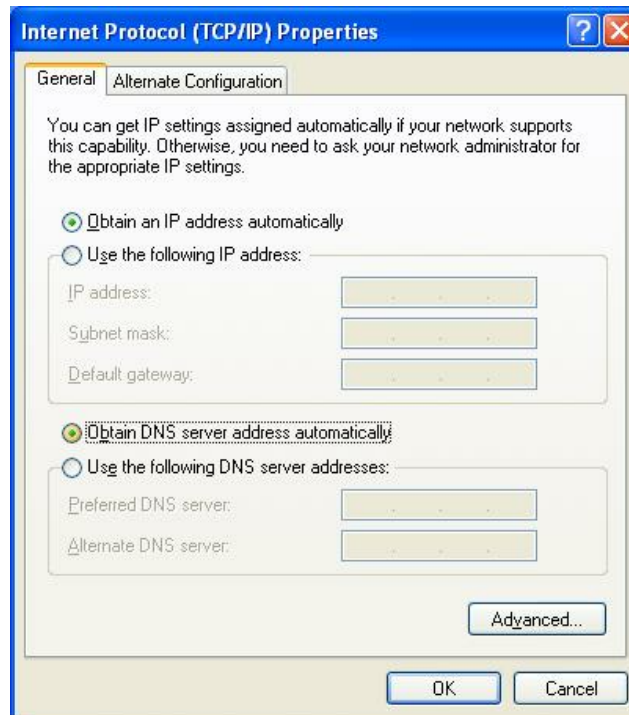 Internet Protocol (TCP/IP) Properties
General
Alternate Configuration
You can get IP settings assigned automatically if your network supports
this capability. Otherwise, you need to ask your network administrator for
the appropriate IP settings.
Obtain an IP address automatically
Use the following IP address:
IP address:
Subnet mask:
Default gateway:
Obtain DNS server address automatically
Use the following DNS server addresses:
Preferred DNS server:
Alternate DNS server:
Advanced...
OK
Cancel